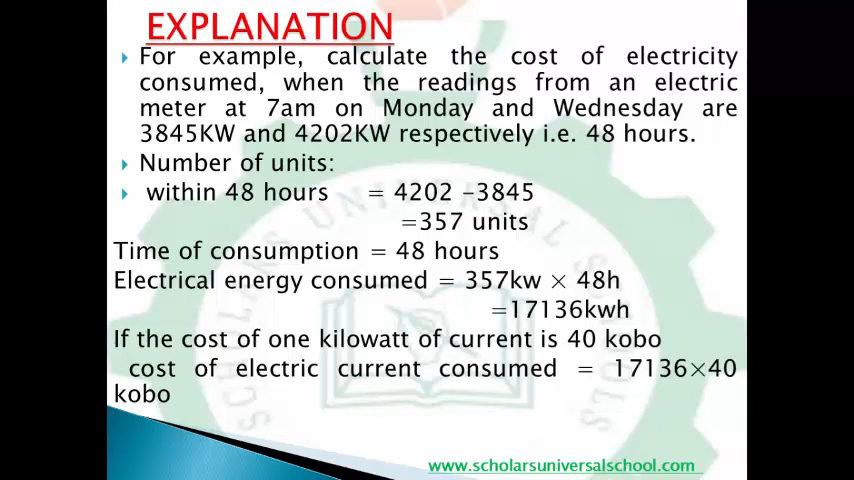 EXPLANATION
For example, calculate the cost of electricity
consumed, when the readings from an electric
meter at 7am on Monday and Wednesday are
3845KW and 4202KW respectively i.e. 48 hours.
Number of units:
within 48 hours = 4202 –3845
=357 units
Time of consumption = 48 hours
Electrical energy consumed = 357kw × 48h
=17136kwh
If the cost of one kilowatt of current is 40 kobo
cost of electric current consumed = 17136×40
kobo
SCHOLARS UNIVERSAL SCHOOLS
www.scholarsuniversalschool.com